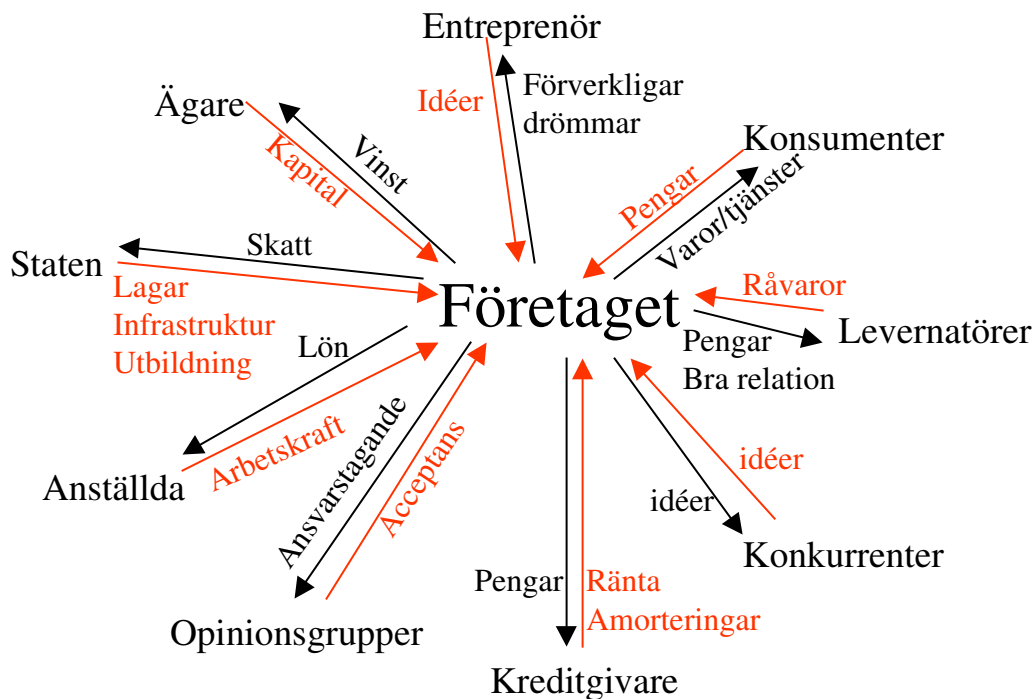 Entreprenör
Idéer
Förverkligar
drömmar
Ägare
Kapital
Vinst
Konsumenter
Pengar
Varor/tjänster
Staten
Skatt
Lagar
Infrastruktur
Utbildning
Företaget
Råvaror
Levernatörer
Pengar
Bra relation
Lön
Arbetskraft
Anställda
Ansvarstagande
Acceptans
Opinionsgrupper
Pengar
Ränta
Amorteringar
Kreditgivare
idéer
idéer
Konkurrenter